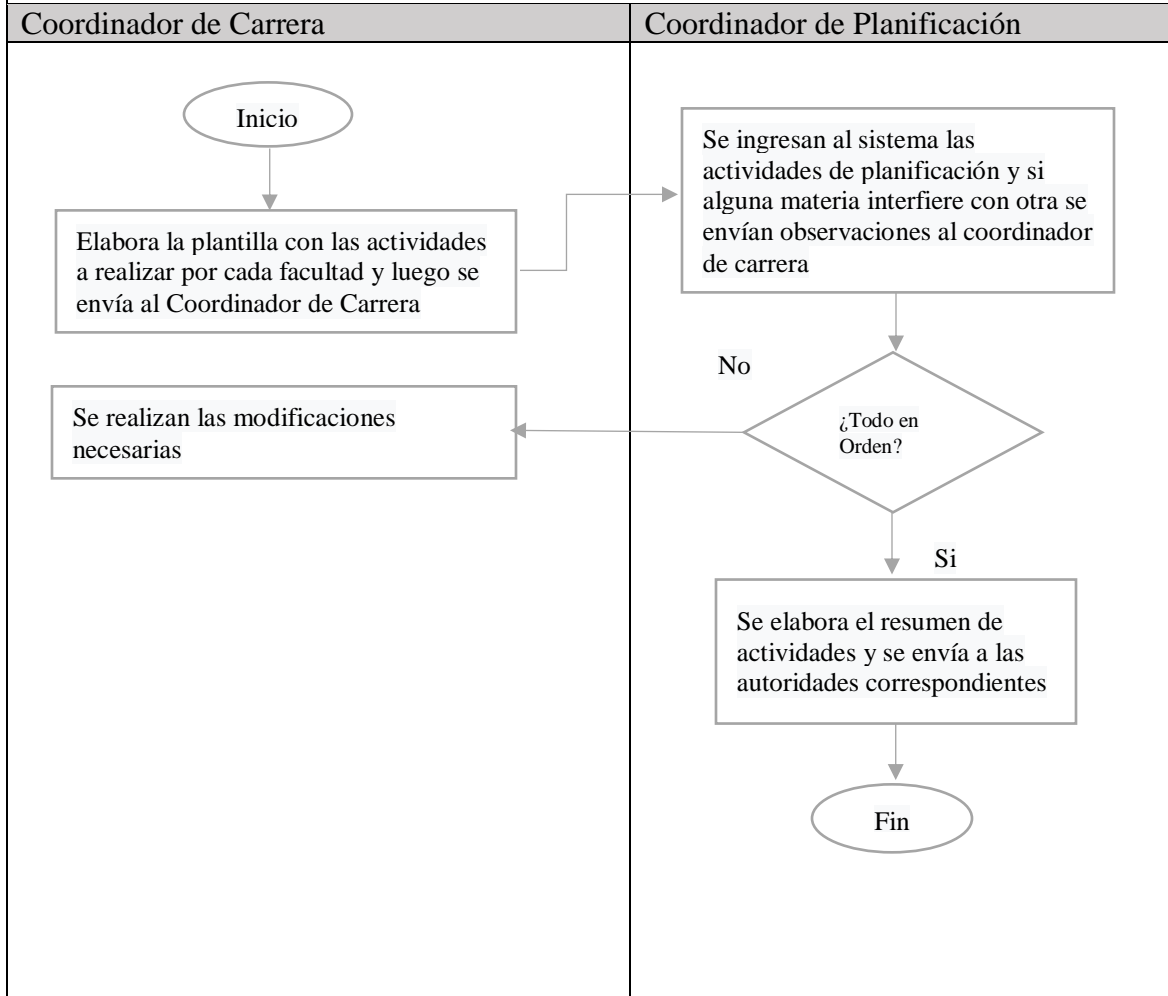 Coordinador de Carrera
Coordinador de Planificación
Inicio
Elabora la plantilla con las actividades
a realizar por cada facultad y luego se
envía al Coordinador de Carrera
Se ingresan al sistema las
actividades de planificación y si
alguna materia interfiere con otra se
envían observaciones al coordinador
de carrera
No
¿Todo en
Orden?
Se realizan las modificaciones
necesarias
Si
Se elabora el resumen de
actividades y se envía a las
autoridades correspondientes
Fin